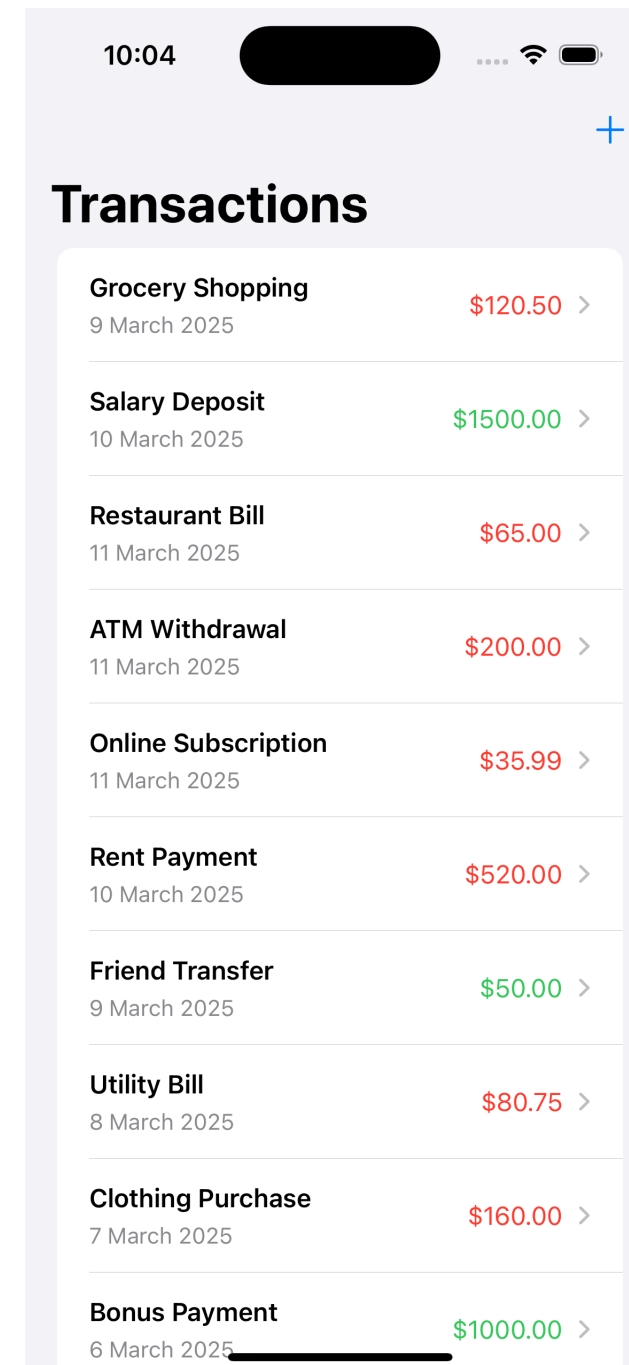 10:04
Transactions
Grocery Shopping
$120.50
9 March 2025
Salary Deposit
$1500.00
10 March 2025
Restaurant Bill
$65.00
11 March 2025
ATM Withdrawal
$200.00
11 March 2025
Online Subscription
$35.99
11 March 2025
Rent Payment
$520.00
10 March 2025
Friend Transfer
$50.00
9 March 2025
Utility Bill
$80.75
8 March 2025
Clothing Purchase
$160.00
7 March 2025
Bonus Payment
$1000.00
6 March 2025